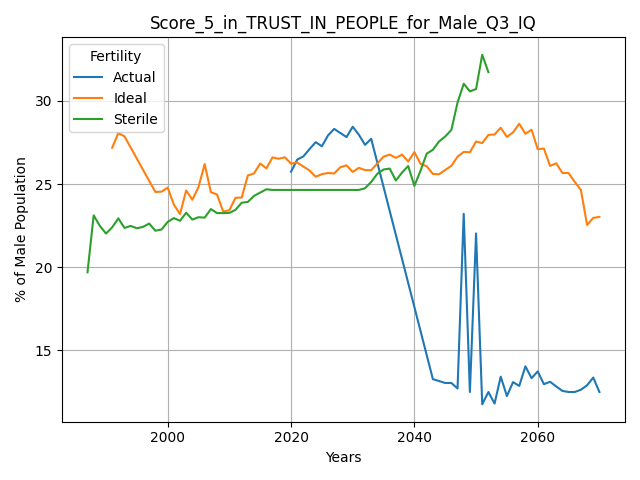 Score_5_in_TRUST_IN_PEOPLE_for_Male_Q3_IQ
Fertility
Actual
Ideal
Sterile
% of Male Population
30
25
20
15
2000
2020
2040
2060
Years